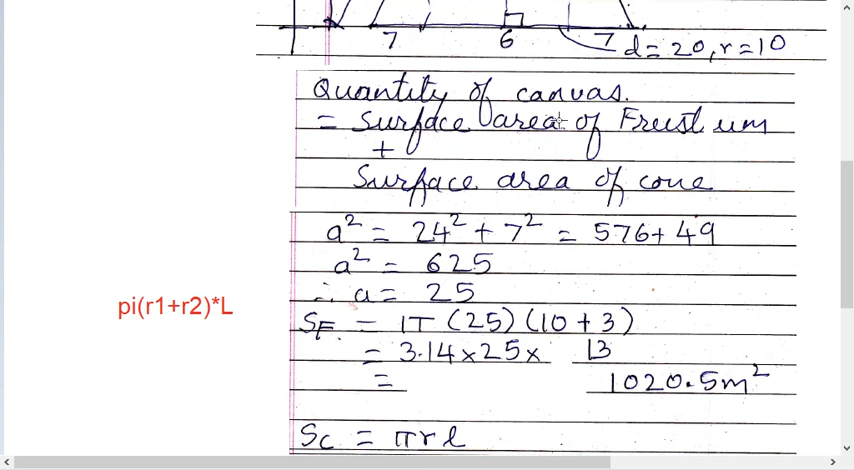 7 6 7
d = 20, r = 10
Quantity of canvas.
= Surface area of Frustum
+
Surface area of cone
a² = 24² + 7² = 576 + 49
a² = 625
∴ a = 25
pi(r1+r2)*L
SF = π (25) (10 + 3)
= 3.14 x 25 x 13
= 1020.5 m²
Sc = πrl